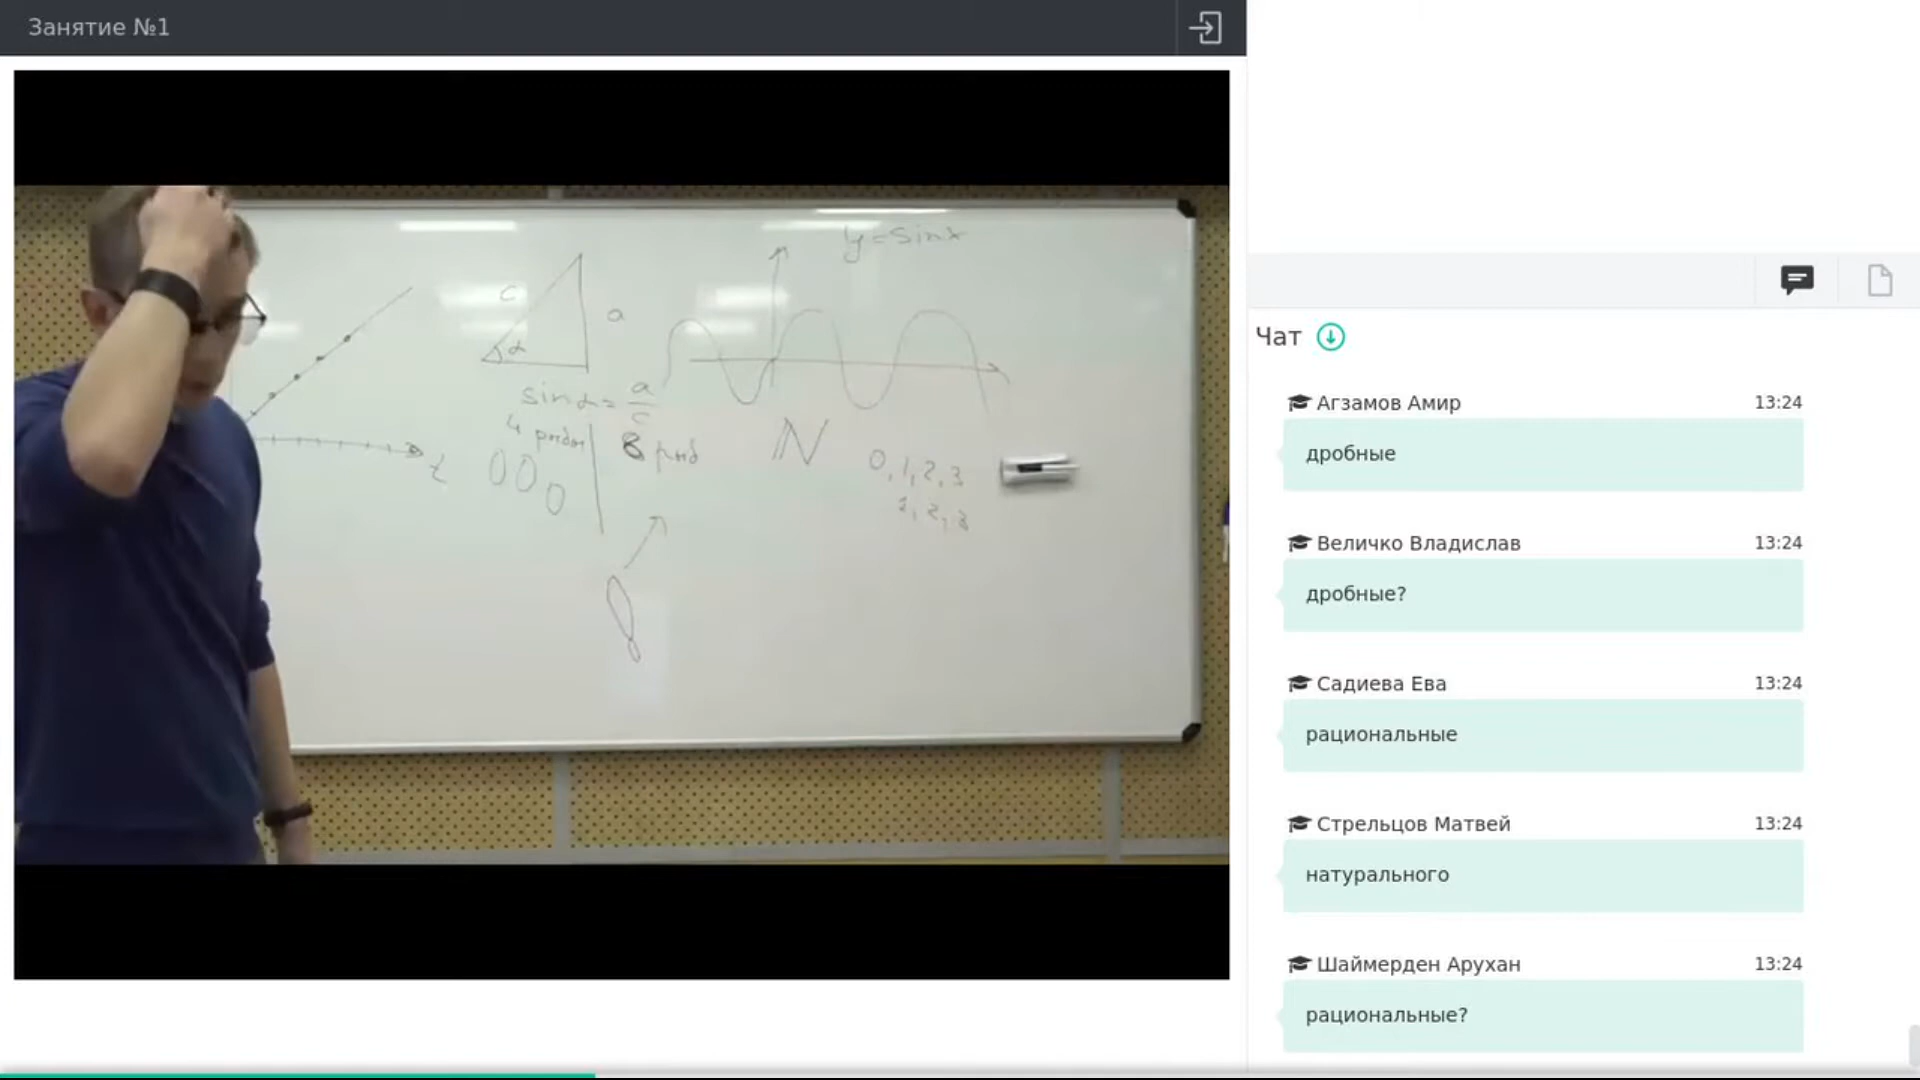 Занятие №1
y = sin x
c
a
α
sin α = a/c
4 рыбы
8 рыб
t
N
0, 1, 2, 3
1, 2, 3
Чат
Агзамов Амир 13:24
дробные
Величко Владислав 13:24
дробные?
Садиева Ева 13:24
рациональные
Стрельцов Матвей 13:24
натурального
Шаймерден Арухан 13:24
рациональные?